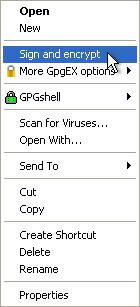 Open
New
Sign and encrypt
More GpgEX options
GPGshell
Scan for Viruses...
Open With...
Send To
Cut
Copy
Create Shortcut
Delete
Rename
Properties